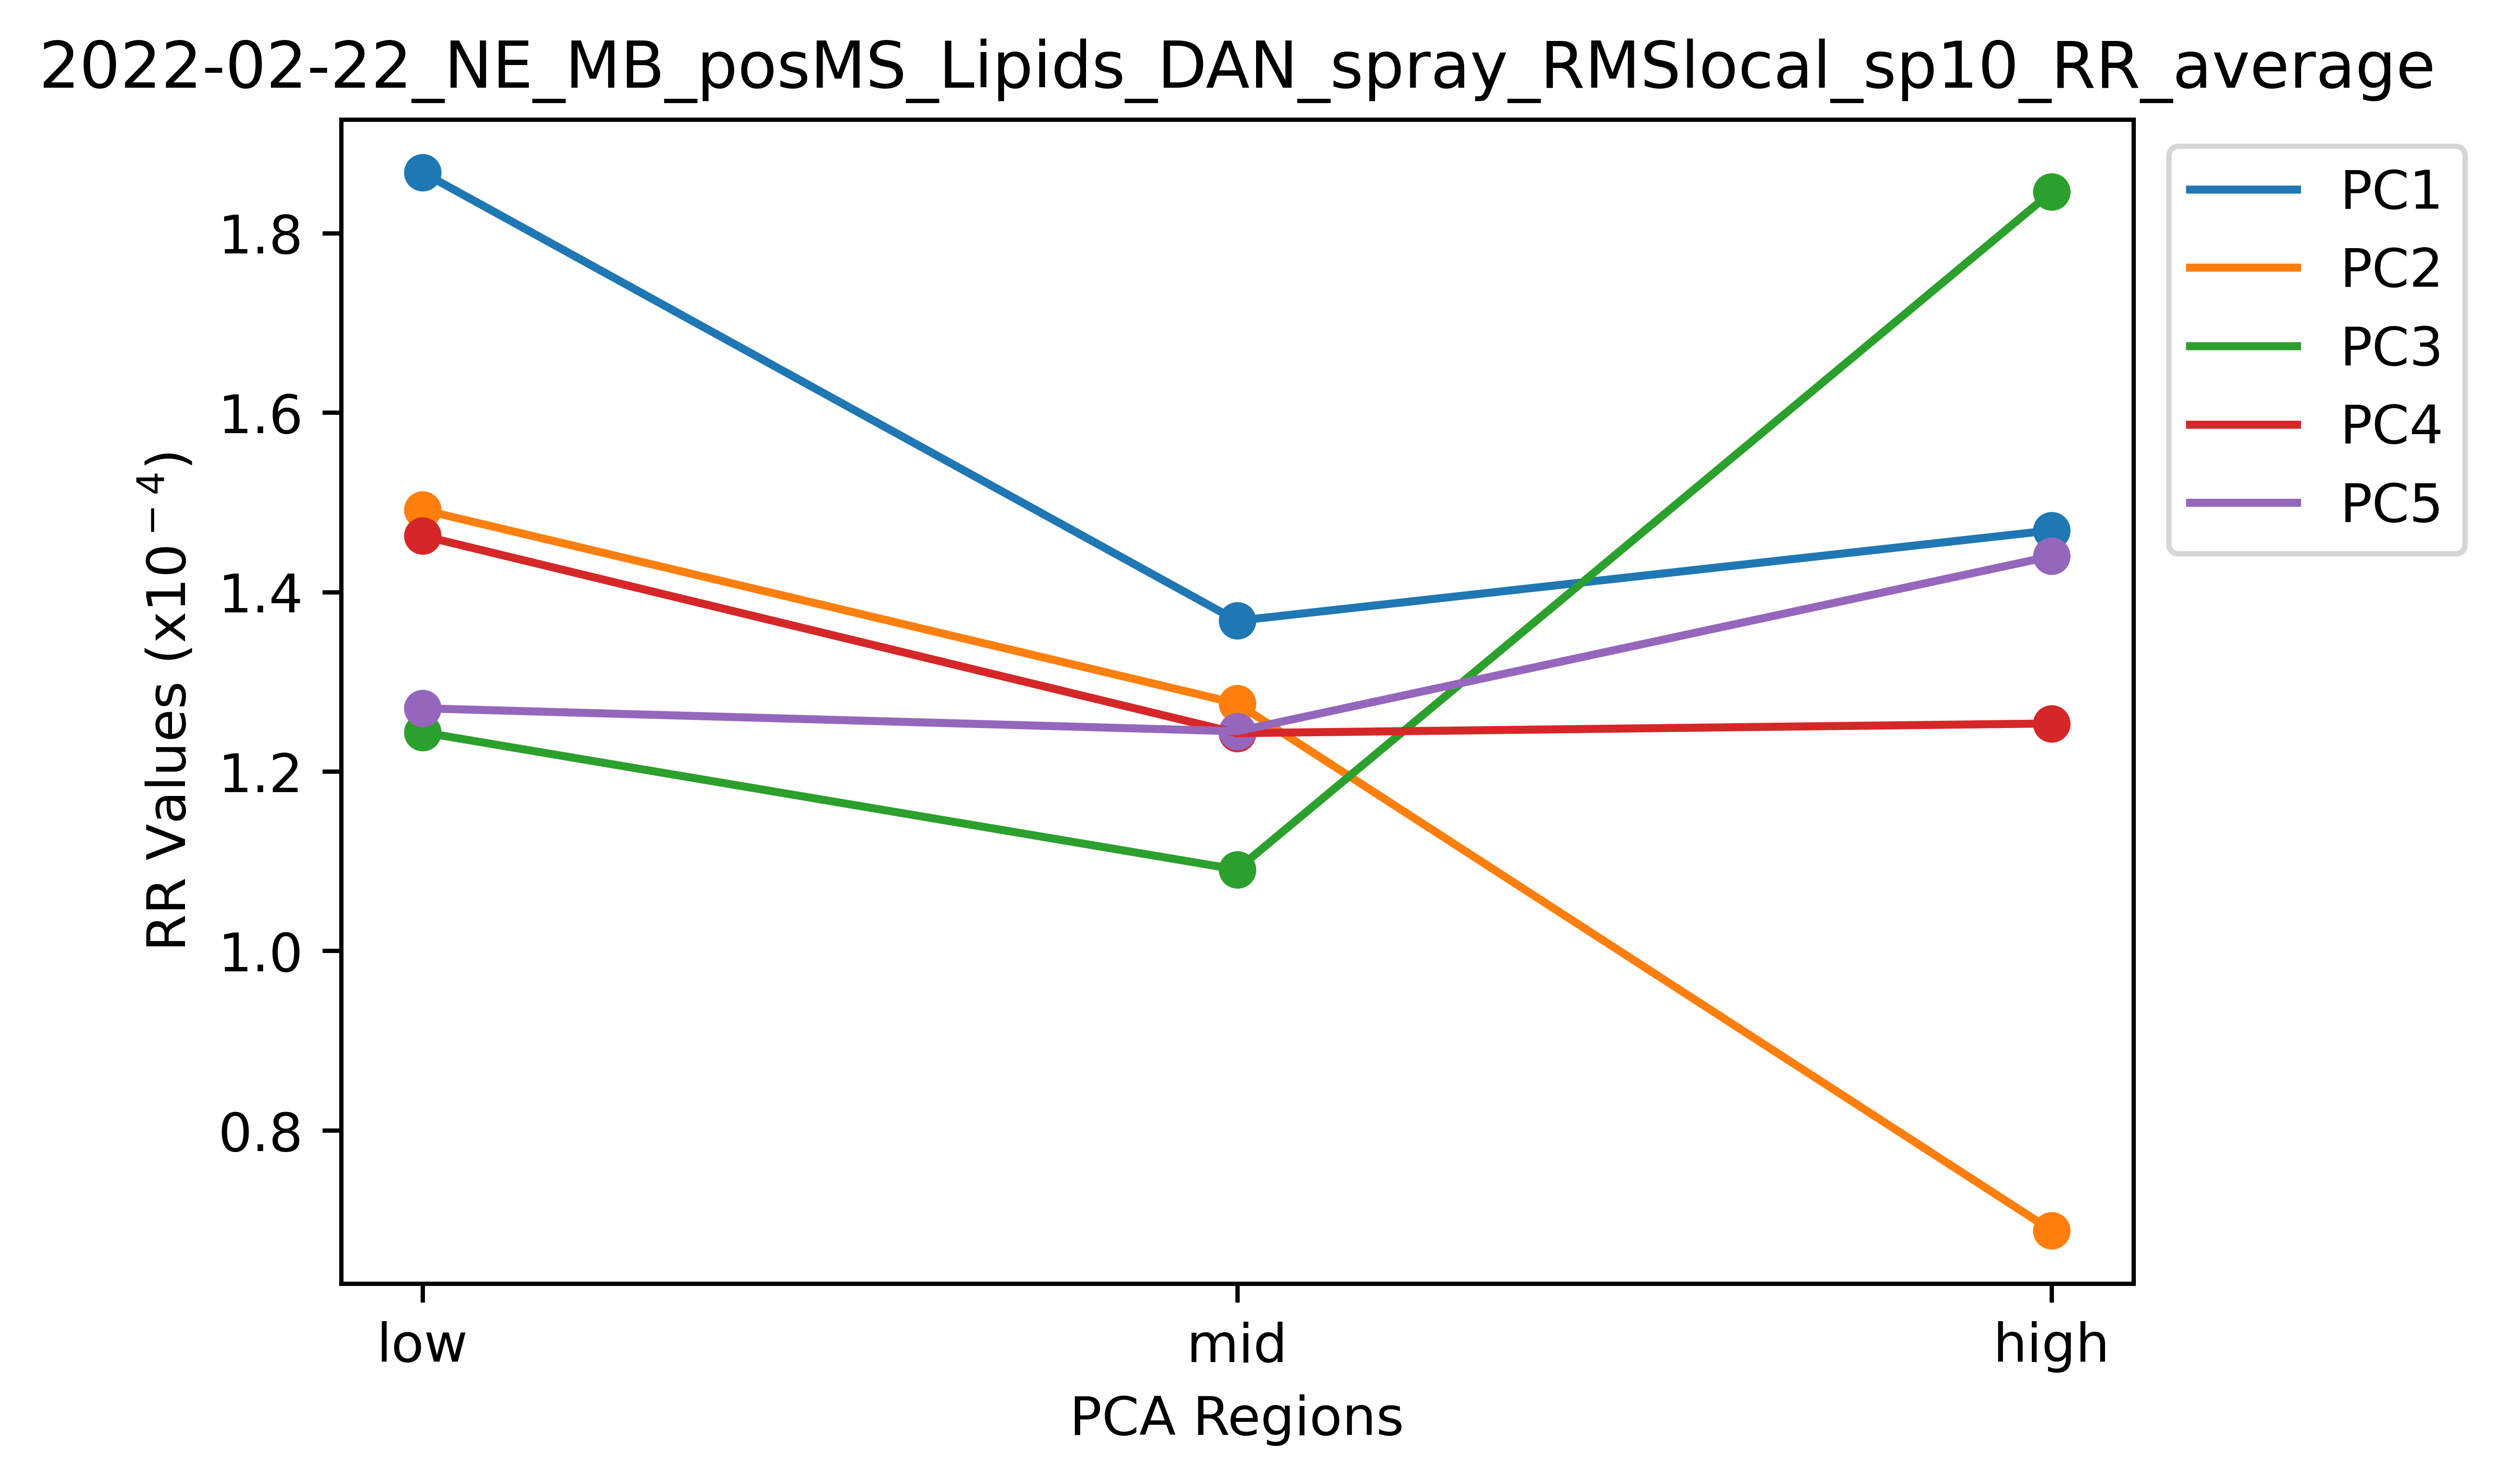 2022-02-22_NE_MB_posMS_Lipids_DAN_spray_RMSlocal_sp10_RR_average
RR Values (x10⁻⁴)
1.8
1.6
1.4
1.2
1.0
0.8
low mid high
PCA Regions
PC1
PC2
PC3
PC4
PC5